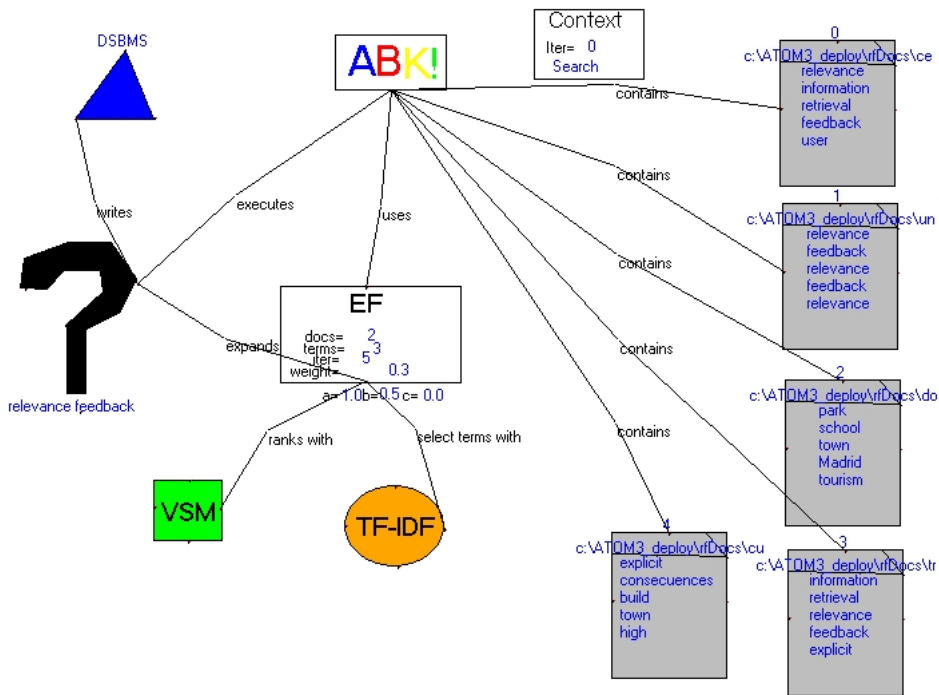 DSBMS
ABK!
Context
Iter= 0
Search
0
c:\ATOM3_deploy\rfDocs\ce
relevance
information
retrieval
feedback
user
contains
1
c:\ATOM3_deploy\rfDocs\un
relevance
feedback
relevance
feedback
relevance
contains
writes
executes
uses
contains
2
c:\ATOM3_deploy\rfDocs\do
park
school
town
Madrid
tourism
EF
docs= 2
terms= 3
iter= 5
weight= 0.3
a= 1.0 b= 0.5 c= 0.0
expands
contains
relevance feedback
ranks with
select terms with
contains
VSM
TF-IDF
4
c:\ATOM3_deploy\rfDocs\cu
explicit
consecuences
build
town
high
3
c:\ATOM3_deploy\rfDocs\tr
information
retrieval
relevance
feedback
explicit